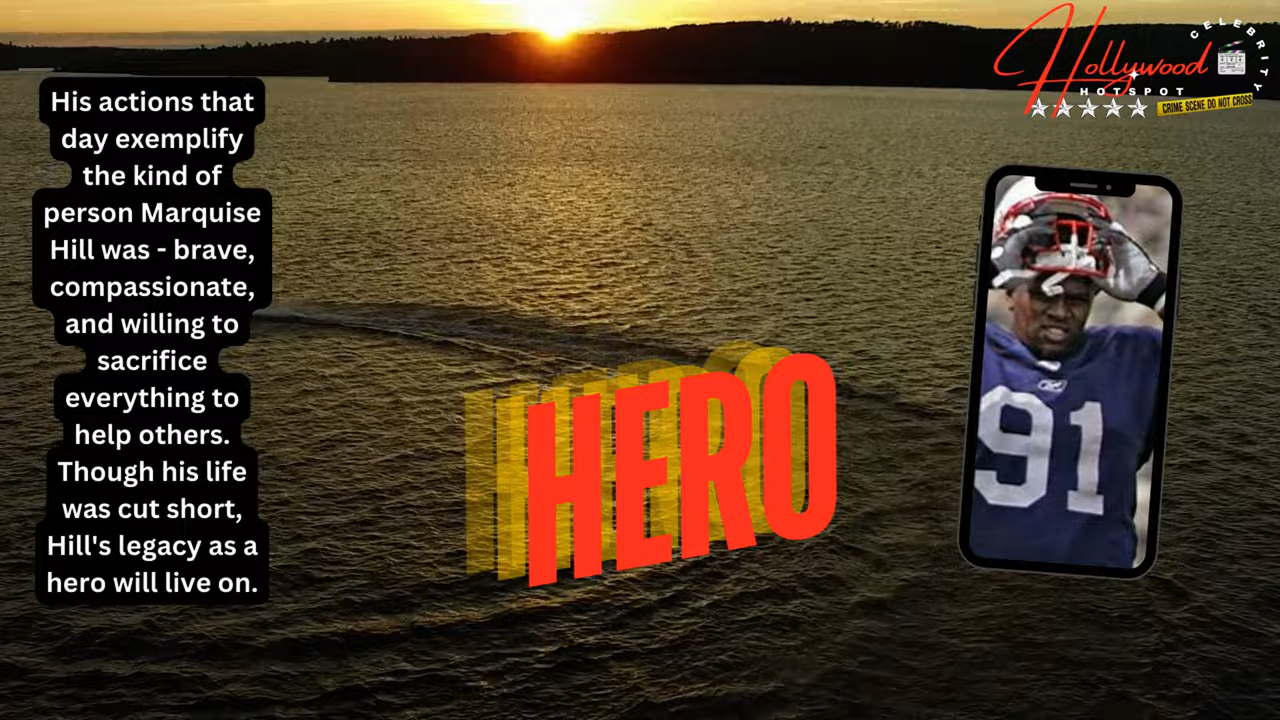 His actions that
day exemplify
the kind of
person Marquise
Hill was - brave,
compassionate,
and willing to
sacrifice
everything to
help others.
Though his life
was cut short,
Hill's legacy as a
hero will live on.
HERO
CELEBRITY
Hollywood
HOTSPOT
CRIME SCENE DO NOT CROSS
91